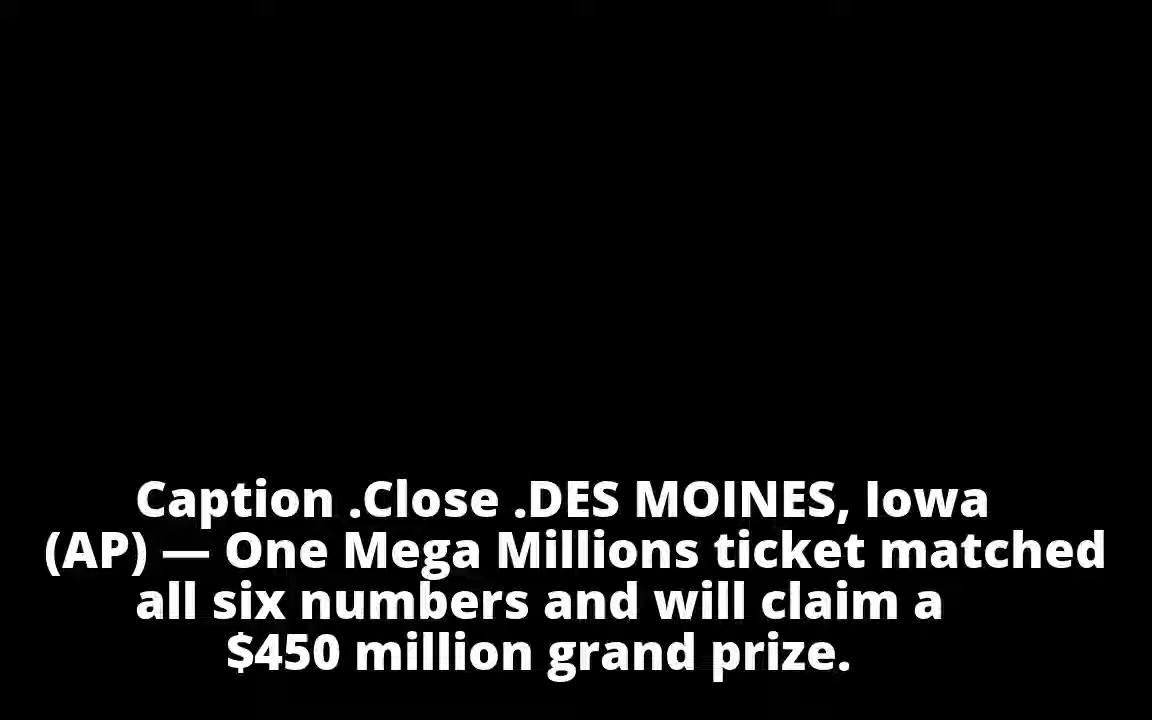 Caption .Close .DES MOINES, Iowa
(AP) — One Mega Millions ticket matched
all six numbers and will claim a
$450 million grand prize.